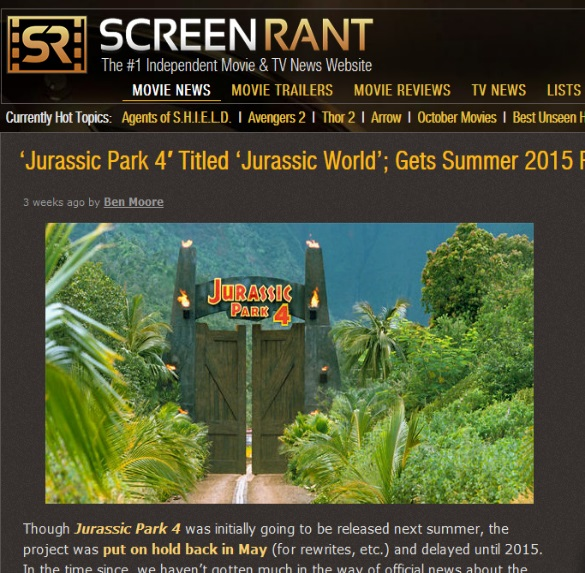 SR
SCREEN RANT
The #1 Independent Movie & TV News Website
MOVIE NEWS MOVIE TRAILERS MOVIE REVIEWS TV NEWS LISTS
Currently Hot Topics: Agents of S.H.I.E.L.D. | Avengers 2 | Thor 2 | Arrow | October Movies | Best Unseen H
‘Jurassic Park 4′ Titled ‘Jurassic World’; Gets Summer 2015 F
3 weeks ago by Ben Moore
JURASSIC
PARK 4
Though Jurassic Park 4 was initially going to be released next summer, the
project was put on hold back in May (for rewrites, etc.) and delayed until 2015.
In the time since, we haven't gotten much in the way of official news about the